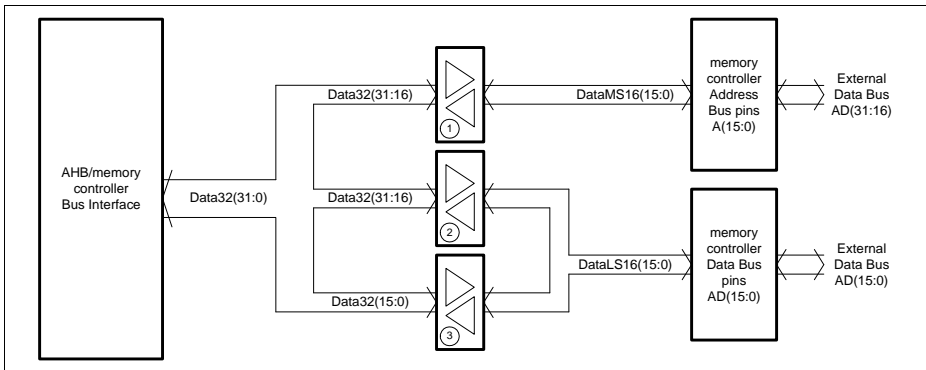 AHB/memory
controller
Bus Interface
Data32(31:0)
Data32(31:16)
1
DataMS16(15:0)
memory
controller
Address
Bus pins
A(15:0)
External
Data Bus
AD(31:16)
Data32(31:16)
2
DataLS16(15:0)
memory
controller
Data Bus
pins
AD(15:0)
External
Data Bus
AD(15:0)
Data32(15:0)
3